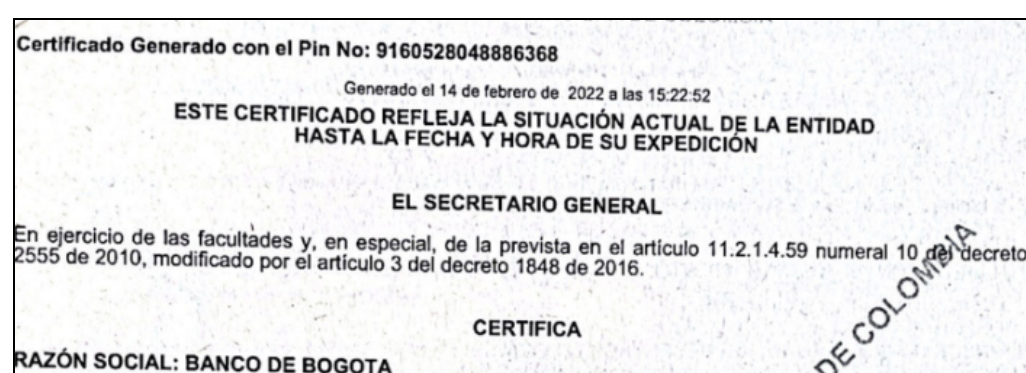 Certificado Generado con el Pin No: 9160528048886368
Generado el 14 de febrero de 2022 a las 15:22:52
ESTE CERTIFICADO REFLEJA LA SITUACIÓN ACTUAL DE LA ENTIDAD
HASTA LA FECHA Y HORA DE SU EXPEDICIÓN
EL SECRETARIO GENERAL
En ejercicio de las facultades y, en especial, de la prevista en el artículo 11.2.1.4.59 numeral 10 del decreto
2555 de 2010, modificado por el artículo 3 del decreto 1848 de 2016.
DE COLOMBIA
CERTIFICA
RAZÓN SOCIAL: BANCO DE BOGOTA